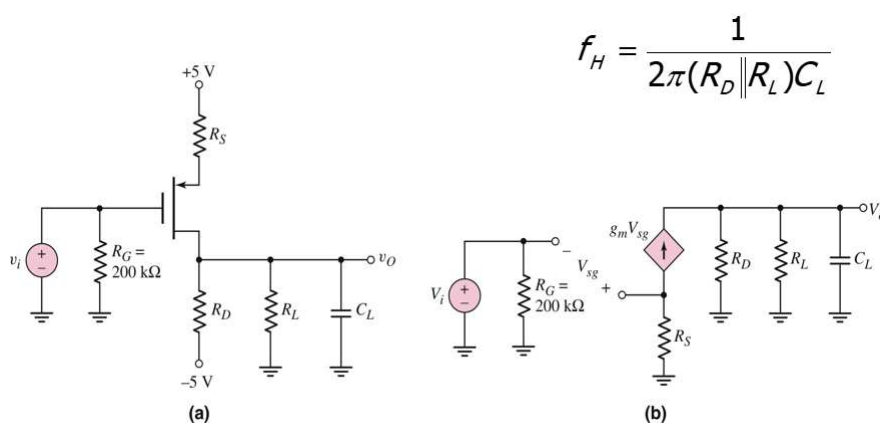 f_H = 1 / 2π(R_D‖R_L)C_L
+5 V
R_S
v_i
+
−
R_G =
200 kΩ
v_O
R_D
R_L
C_L
−5 V
(a)
V_i
+
−
R_G =
200 kΩ
−
V_sg
+
g_mV_sg
R_S
R_D
R_L
C_L
(b)